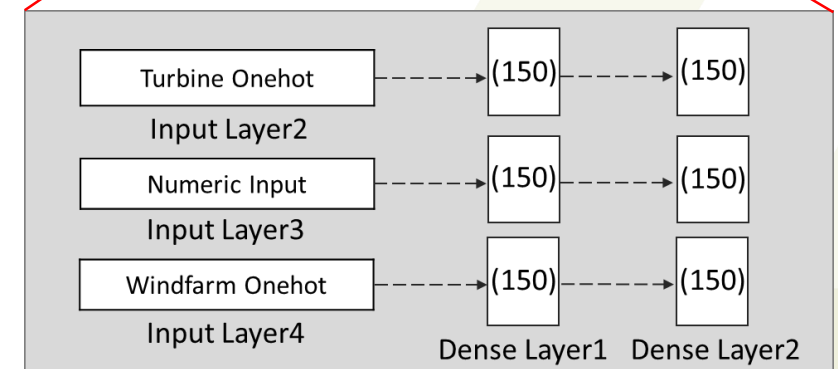 Turbine Onehot
(150)
(150)
Input Layer2
Numeric Input
(150)
(150)
Input Layer3
Windfarm Onehot
(150)
(150)
Input Layer4
Dense Layer1
Dense Layer2